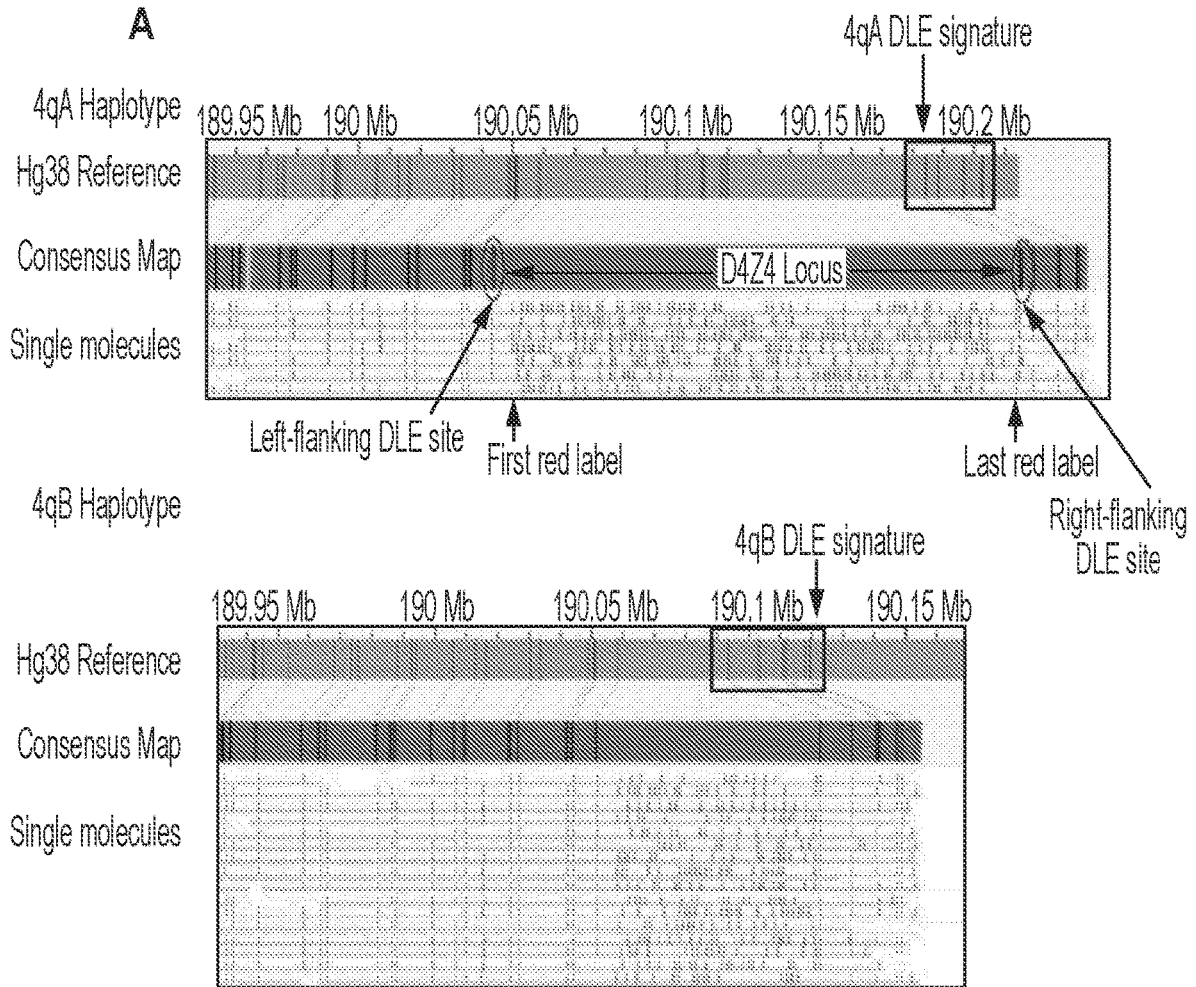 A
4qA DLE signature
4qA Haplotype
189.95 Mb 190 Mb 190.05 Mb 190.1 Mb 190.15 Mb 190.2 Mb
Hg38 Reference
Consensus Map
D4Z4 Locus
Single molecules
Left-flanking DLE site
First red label
Last red label
4qB Haplotype
Right-flanking
DLE site
4qB DLE signature
189.95 Mb 190 Mb 190.05 Mb 190.1 Mb 190.15 Mb
Hg38 Reference
Consensus Map
Single molecules